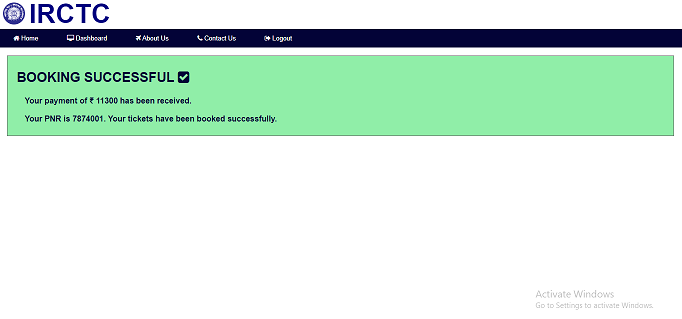 IRCTC
Home Dashboard About Us Contact Us Logout
BOOKING SUCCESSFUL
Your payment of ₹ 11300 has been received.
Your PNR is 7874001. Your tickets have been booked successfully.
Activate Windows
Go to Settings to activate Windows.